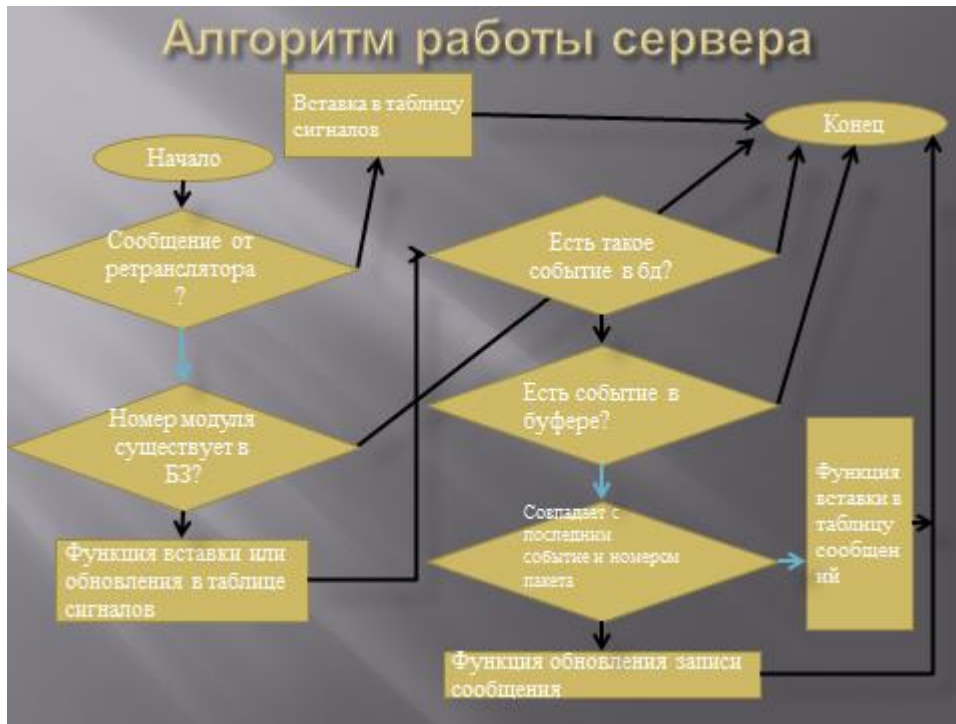 Алгоритм работы сервера
Вставка в таблицу
сигналов
Конец
Начало
Сообщение от
ретранслятора
?
Есть такое
событие в бд?
Номер модуля
существует в
БЗ?
Есть событие в
буфере?
Функция
вставки в
таблицу
сообщен
ий
Совпадает с
последним
событие и номером
пакета
Функция вставки или
обновления в таблице
сигналов
Функция обновления записи
сообщения